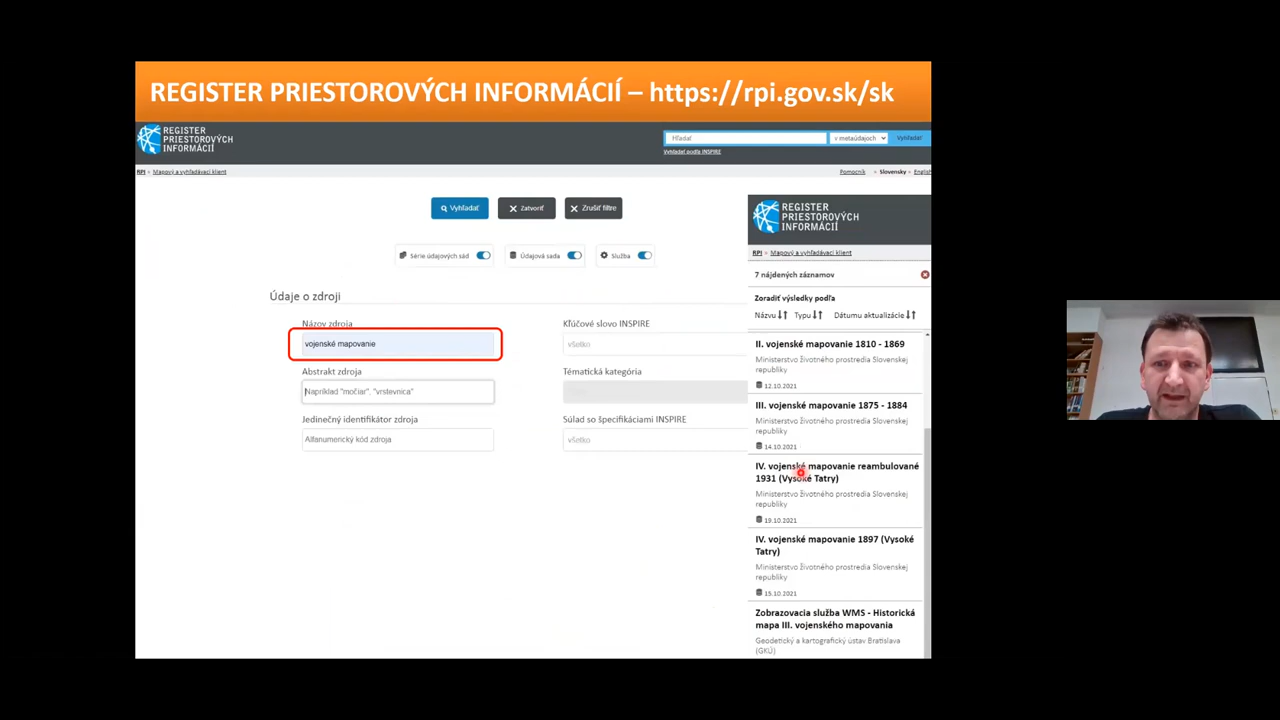 REGISTER PRIESTOROVÝCH INFORMÁCIÍ – https://rpi.gov.sk/sk
REGISTER
PRIESTOROVÝCH
INFORMÁCIÍ
Hľadať
v metaúdajoch
Vyhľadať
Vyhľadať podľa INSPIRE
RPI » Mapový a vyhľadávací klient
Pomocník
Slovensky
English
Vyhľadať
Zatvoriť
Zrušiť filtre
Série údajových sád
Údajová sada
Služba
Údaje o zdroji
Názov zdroja
vojenské mapovanie
Abstrakt zdroja
Napríklad "močiar", "vrstevnica"
Jedinečný identifikátor zdroja
Alfanumerický kód zdroja
Kľúčové slovo INSPIRE
všetko
Tématická kategória
Súlad so špecifikáciami INSPIRE
všetko
REGISTER
PRIESTOROVÝCH
INFORMÁCIÍ
RPI » Mapový a vyhľadávací klient
7 nájdených záznamov
Zoradiť výsledky podľa
Názvu Typu Dátumu aktualizácie
II. vojenské mapovanie 1810 - 1869
Ministerstvo životného prostredia Slovenskej
republiky
12.10.2021
III. vojenské mapovanie 1875 - 1884
Ministerstvo životného prostredia Slovenskej
republiky
14.10.2021
IV. vojenské mapovanie reambulované
1931 (Vysoké Tatry)
Ministerstvo životného prostredia Slovenskej
republiky
19.10.2021
IV. vojenské mapovanie 1897 (Vysoké
Tatry)
Ministerstvo životného prostredia Slovenskej
republiky
15.10.2021
Zobrazovacia služba WMS - Historická
mapa III. vojenského mapovania
Geodetický a kartografický ústav Bratislava
(GKÚ)